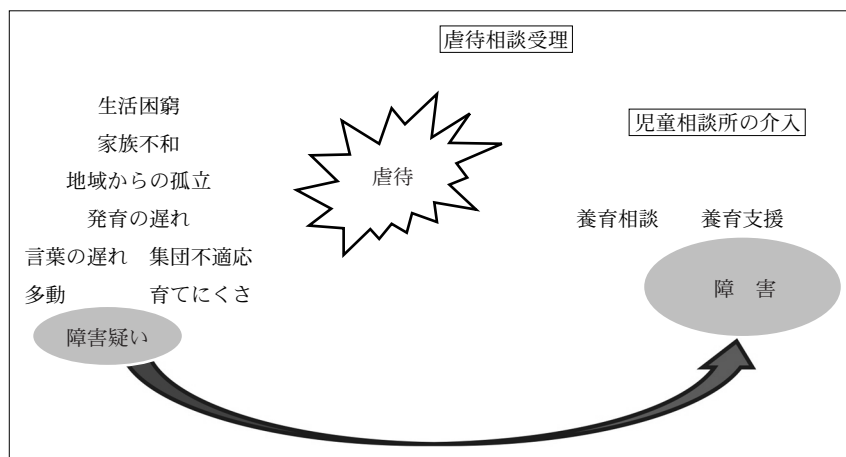 虐待相談受理
生活困窮
児童相談所の介入
家族不和
虐待
地域からの孤立
発育の遅れ
養育相談 養育支援
言葉の遅れ 集団不適応
多動 育てにくさ
障 害
障害疑い